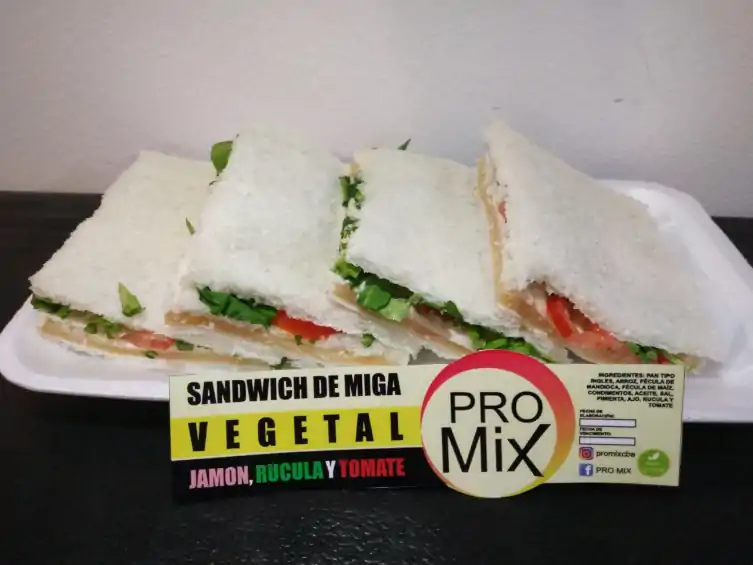 SANDWICH DE MIGA
VEGETAL
JAMON, RUCULA Y TOMATE
PRO
MiX
INGREDIENTES: PAN TIPO
INGLES, ARROZ, FÉCULA DE
MANDIOCA, FÉCULA DE MAÍZ,
CONDIMENTOS, ACEITE, SAL,
PIMIENTA, AJO, RUCULA Y
TOMATE
FECHA DE
ELABORACIÓN:
FECHA DE
VENCIMIENTO:
promixcba
PRO MIX